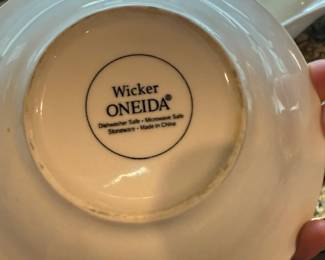 Wicker
ONEIDA®
Dishwasher Safe • Microwave Safe
Stoneware • Made in China